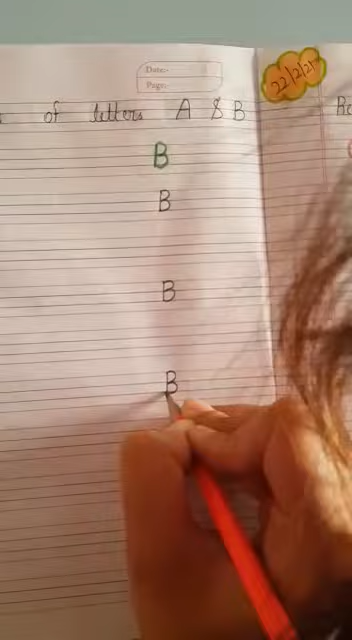 Date:-
Page:-
22/2/21
of letters A & B
B
B
B
B